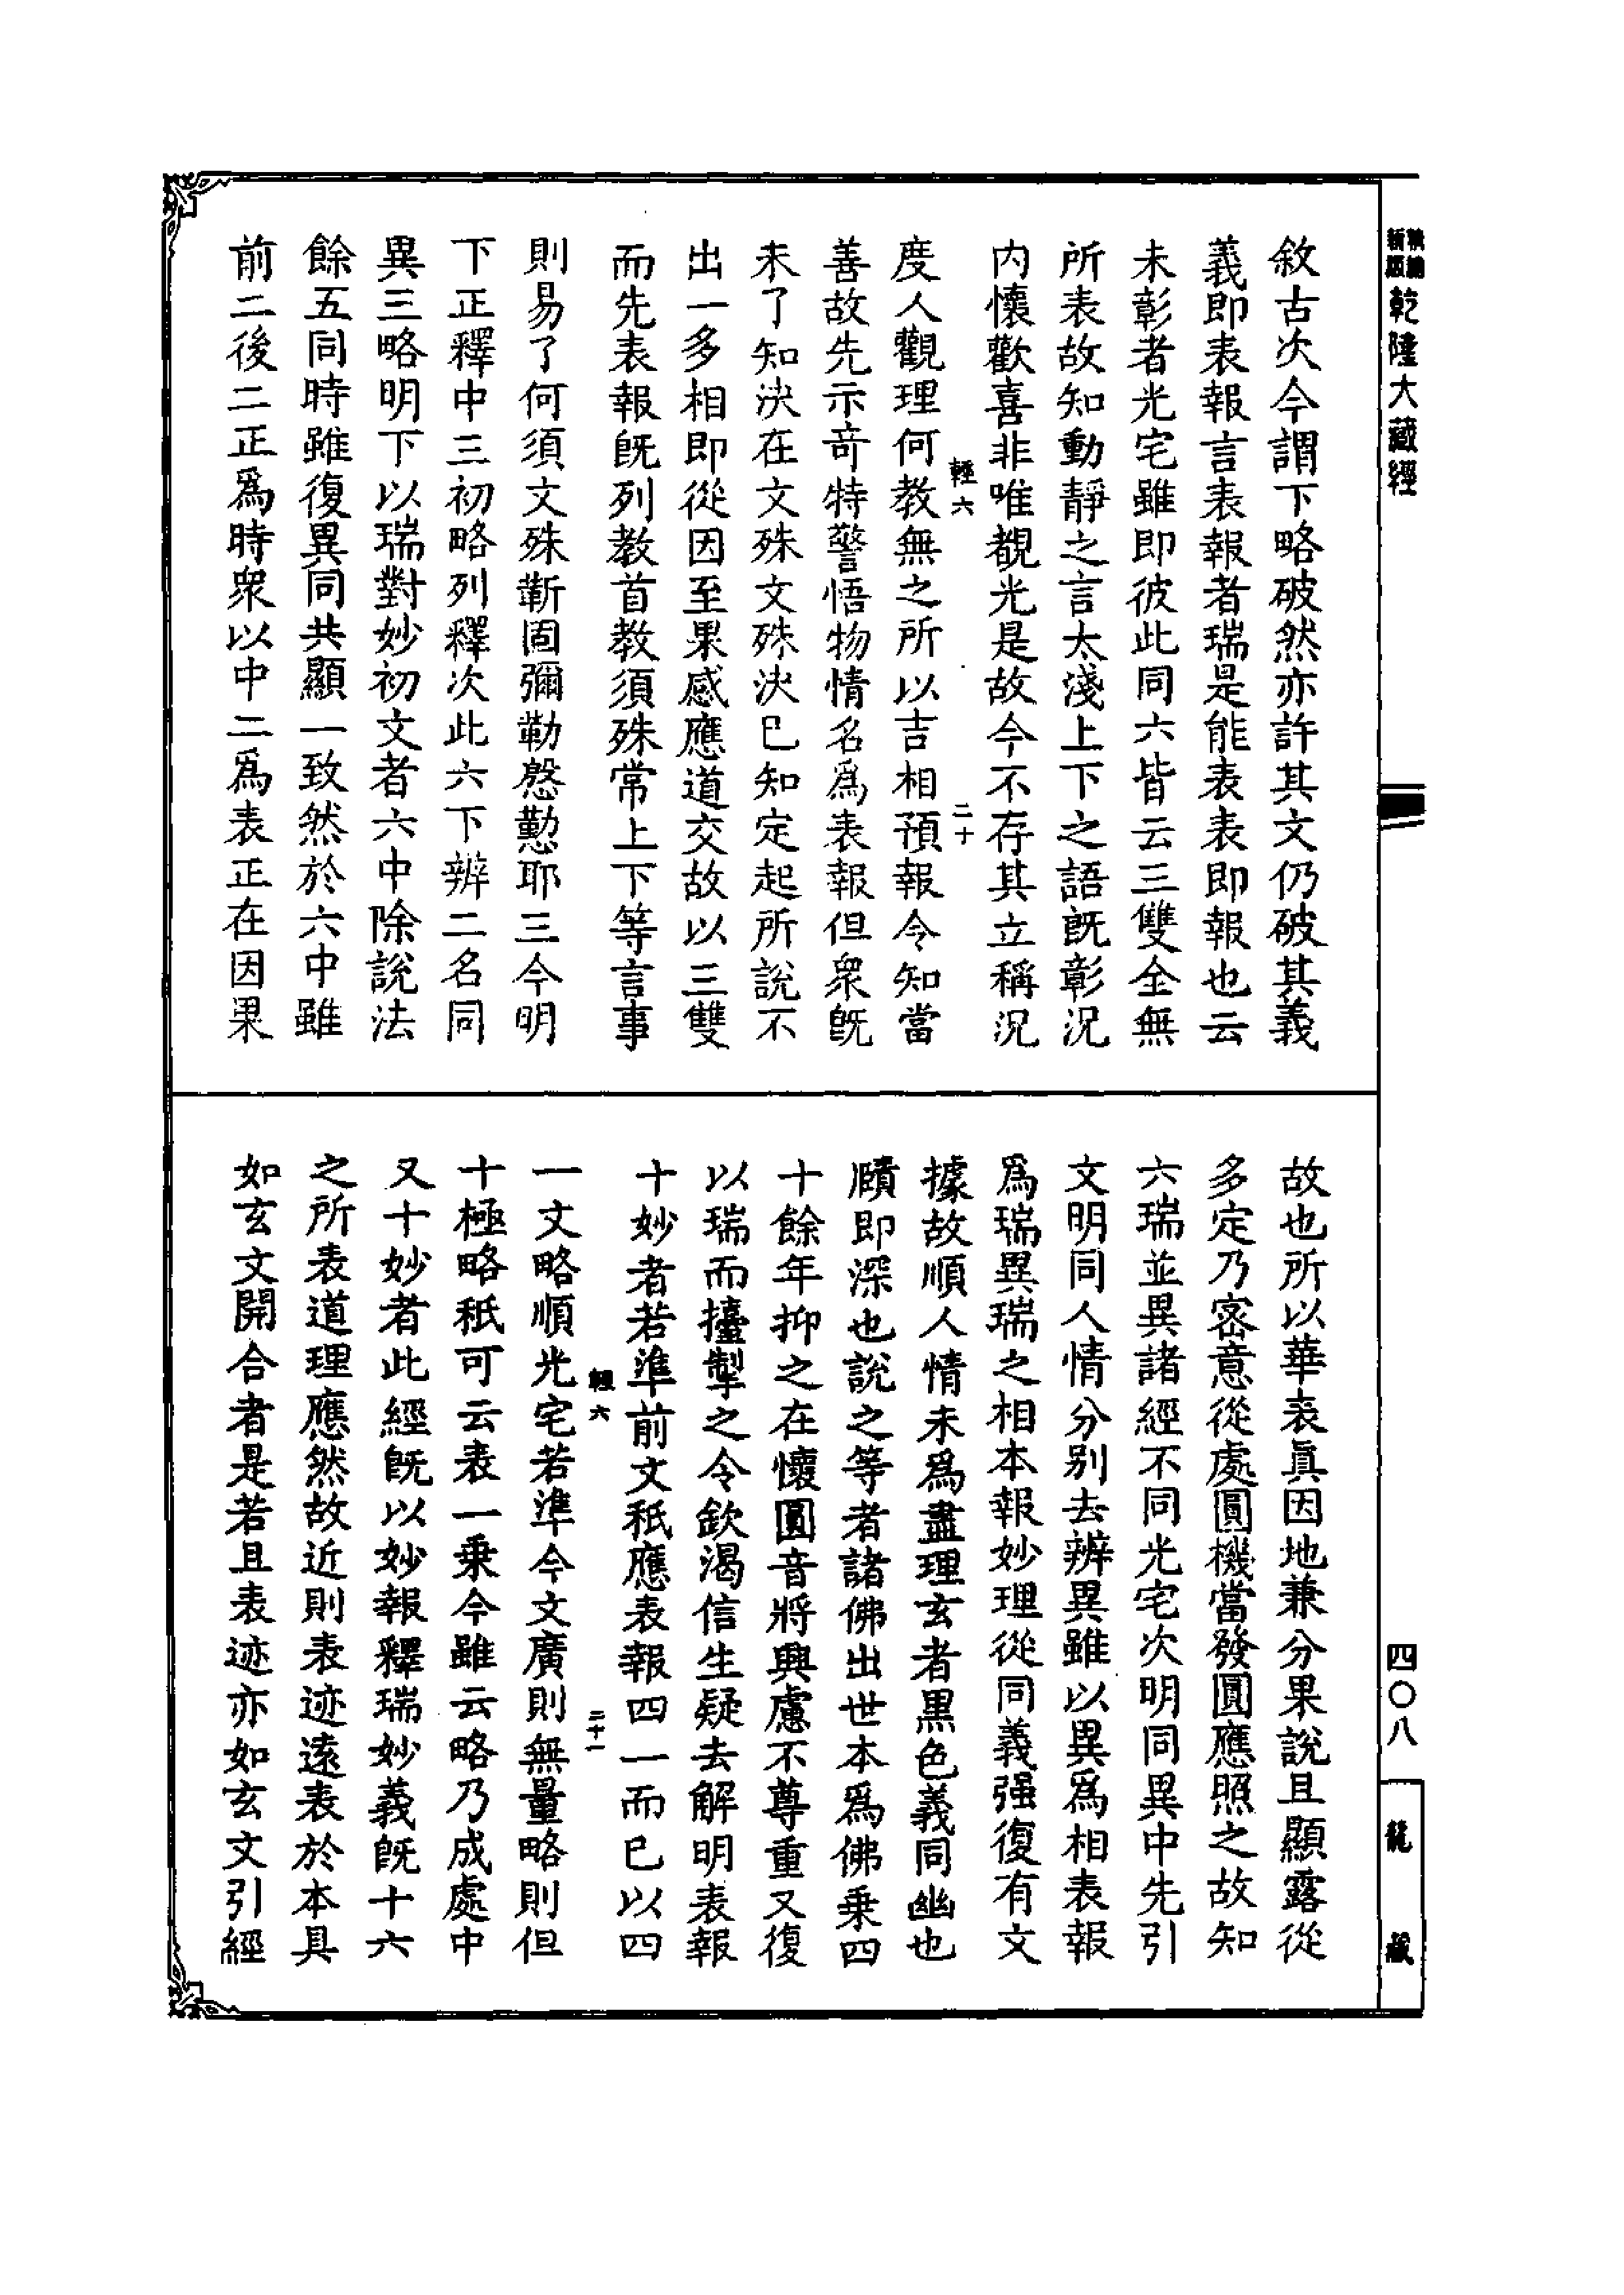 乾隆大藏經
敘古次今謂下略破然亦許其文仍破其義
義即表報言表報者瑞是能表表即報也云
未彰者光宅雖即彼此同六皆云三雙全無
所表故知動靜之言太淺上下之語旣彰況
内懷歡喜非唯覩光是故今不存其立稱況
輕六
二十
度人觀理何教無之所以吉相預報令知當
善故先示奇特警悟物情名爲表報但衆旣
未了知決在文殊文殊決已知定起所說不
出一多相即從因至果感應道交故以三雙
而先表報旣列教首教須殊常上下等言事
則易了何須文殊靳固彌勒慇懃耶三今明
下正釋中三初略列釋次此六下辨二名同
異三略明下以瑞對妙初文者六中除說法
餘五同時雖復異同共顯一致然於六中雖
前二後二正爲時衆以中二爲表正在因果
故也所以華表眞因地兼分果說且顯露從
多定乃密意從處圓機當發圓應照之故知
六瑞並異諸經不同光宅次明同異中先引
文明同人情分别去辨異雖以異爲相表報
爲瑞異瑞之相本報妙理從同義强復有文
據故順人情未爲盡理玄者黑色義同幽也
賾即深也說之等者諸佛出世本爲佛乗四
十餘年抑之在懷圓音將興慮不尊重又復
以瑞而擡掣之令欽渴信生疑去解明表報
十妙者若準前文秖應表報四一而已以四
輕六
二十一
一文略順光宅若準今文廣則無量略則但
十極略秖可云表一乗今雖云略乃成處中
又十妙者此經旣以妙報釋瑞妙義旣十六
之所表道理應然故近則表迹遠表於本具
如玄文開合者是若且表迹亦如玄文引經
四〇八
龍藏